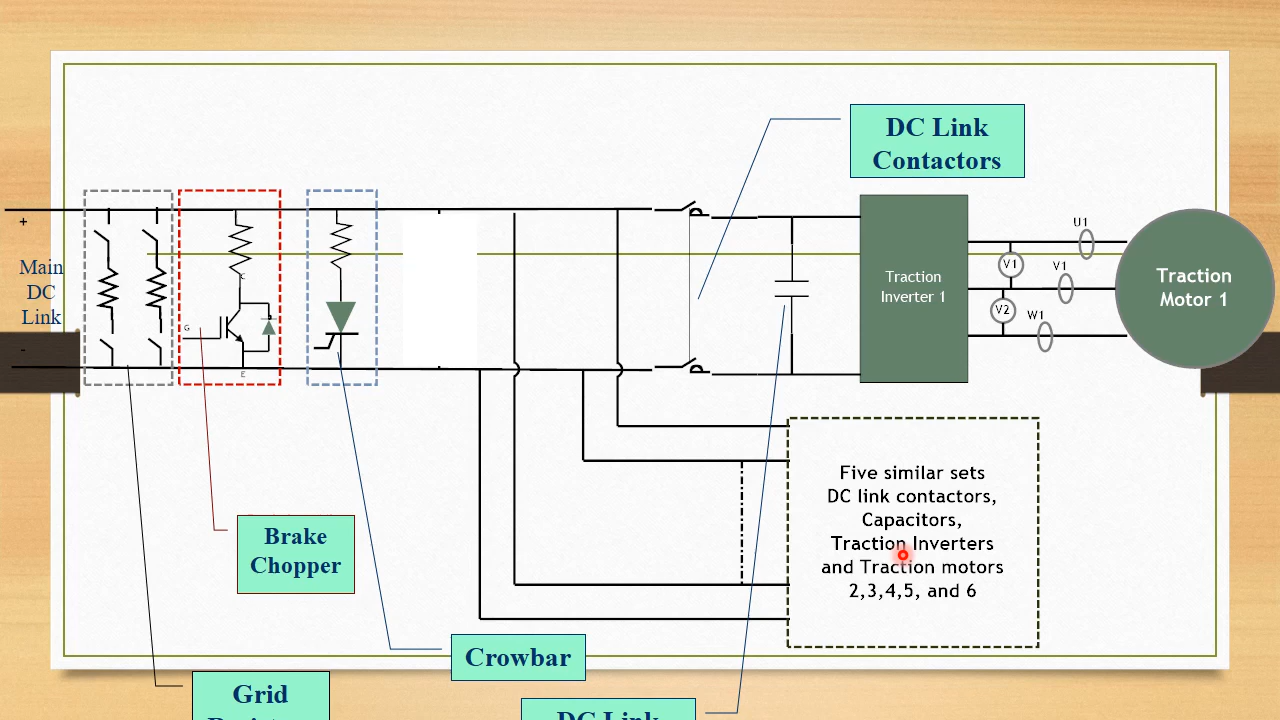 DC Link
Contactors
+
Main
DC
Link
-
C
G
E
Traction
Inverter 1
U1
V1
V1
V2
W1
Traction
Motor 1
Five similar sets
DC link contactors,
Capacitors,
Traction Inverters
and Traction motors
2,3,4,5, and 6
Brake
Chopper
Crowbar
Grid
DC Link